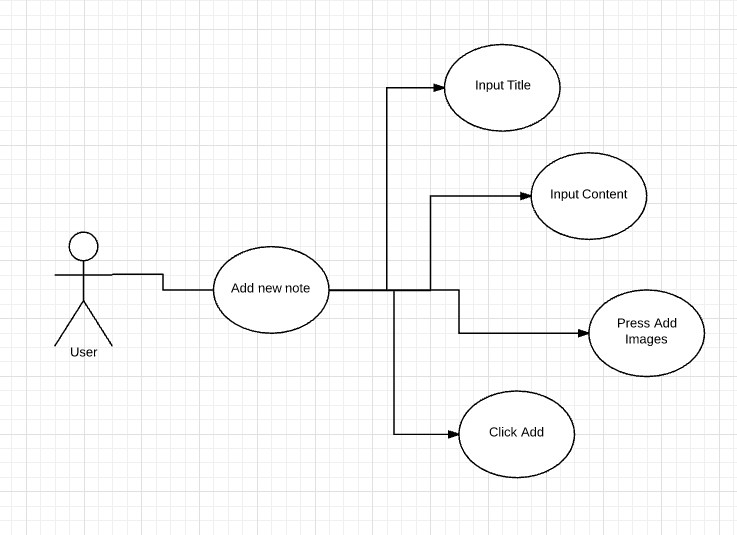 Input Title
Input Content
Add new note
Press Add
Images
User
Click Add